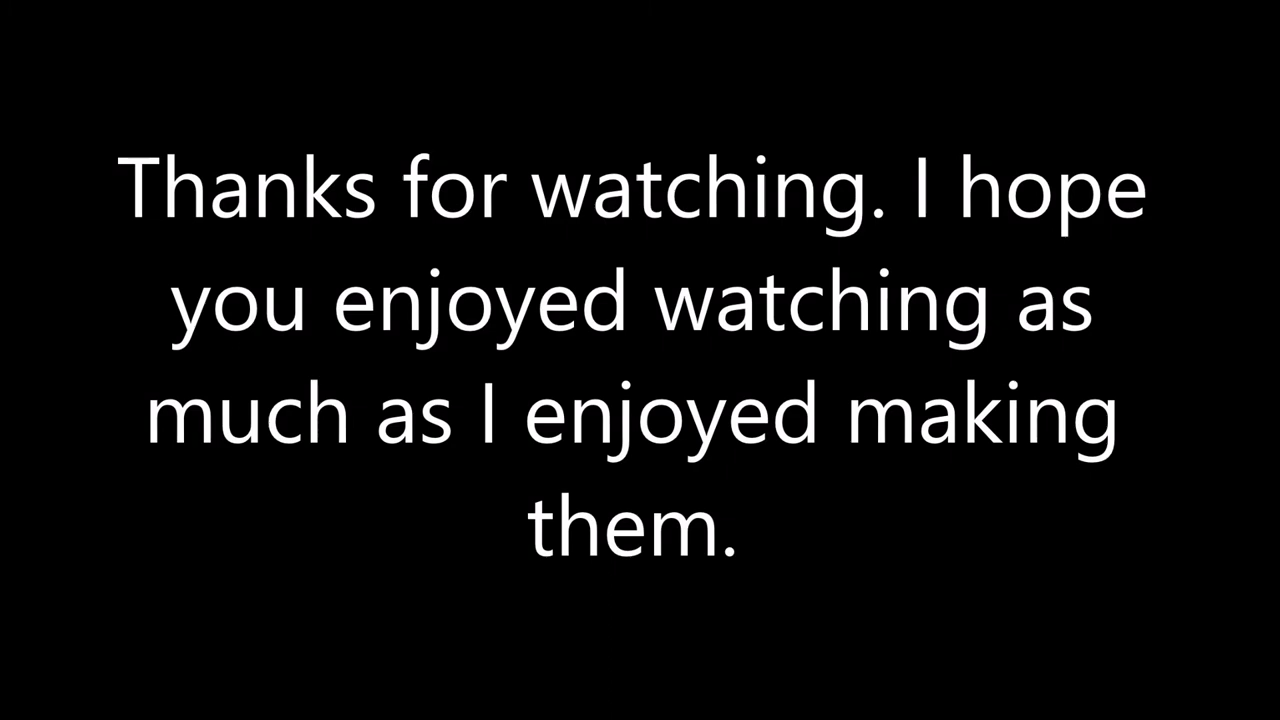 Thanks for watching. I hope
you enjoyed watching as
much as I enjoyed making
them.